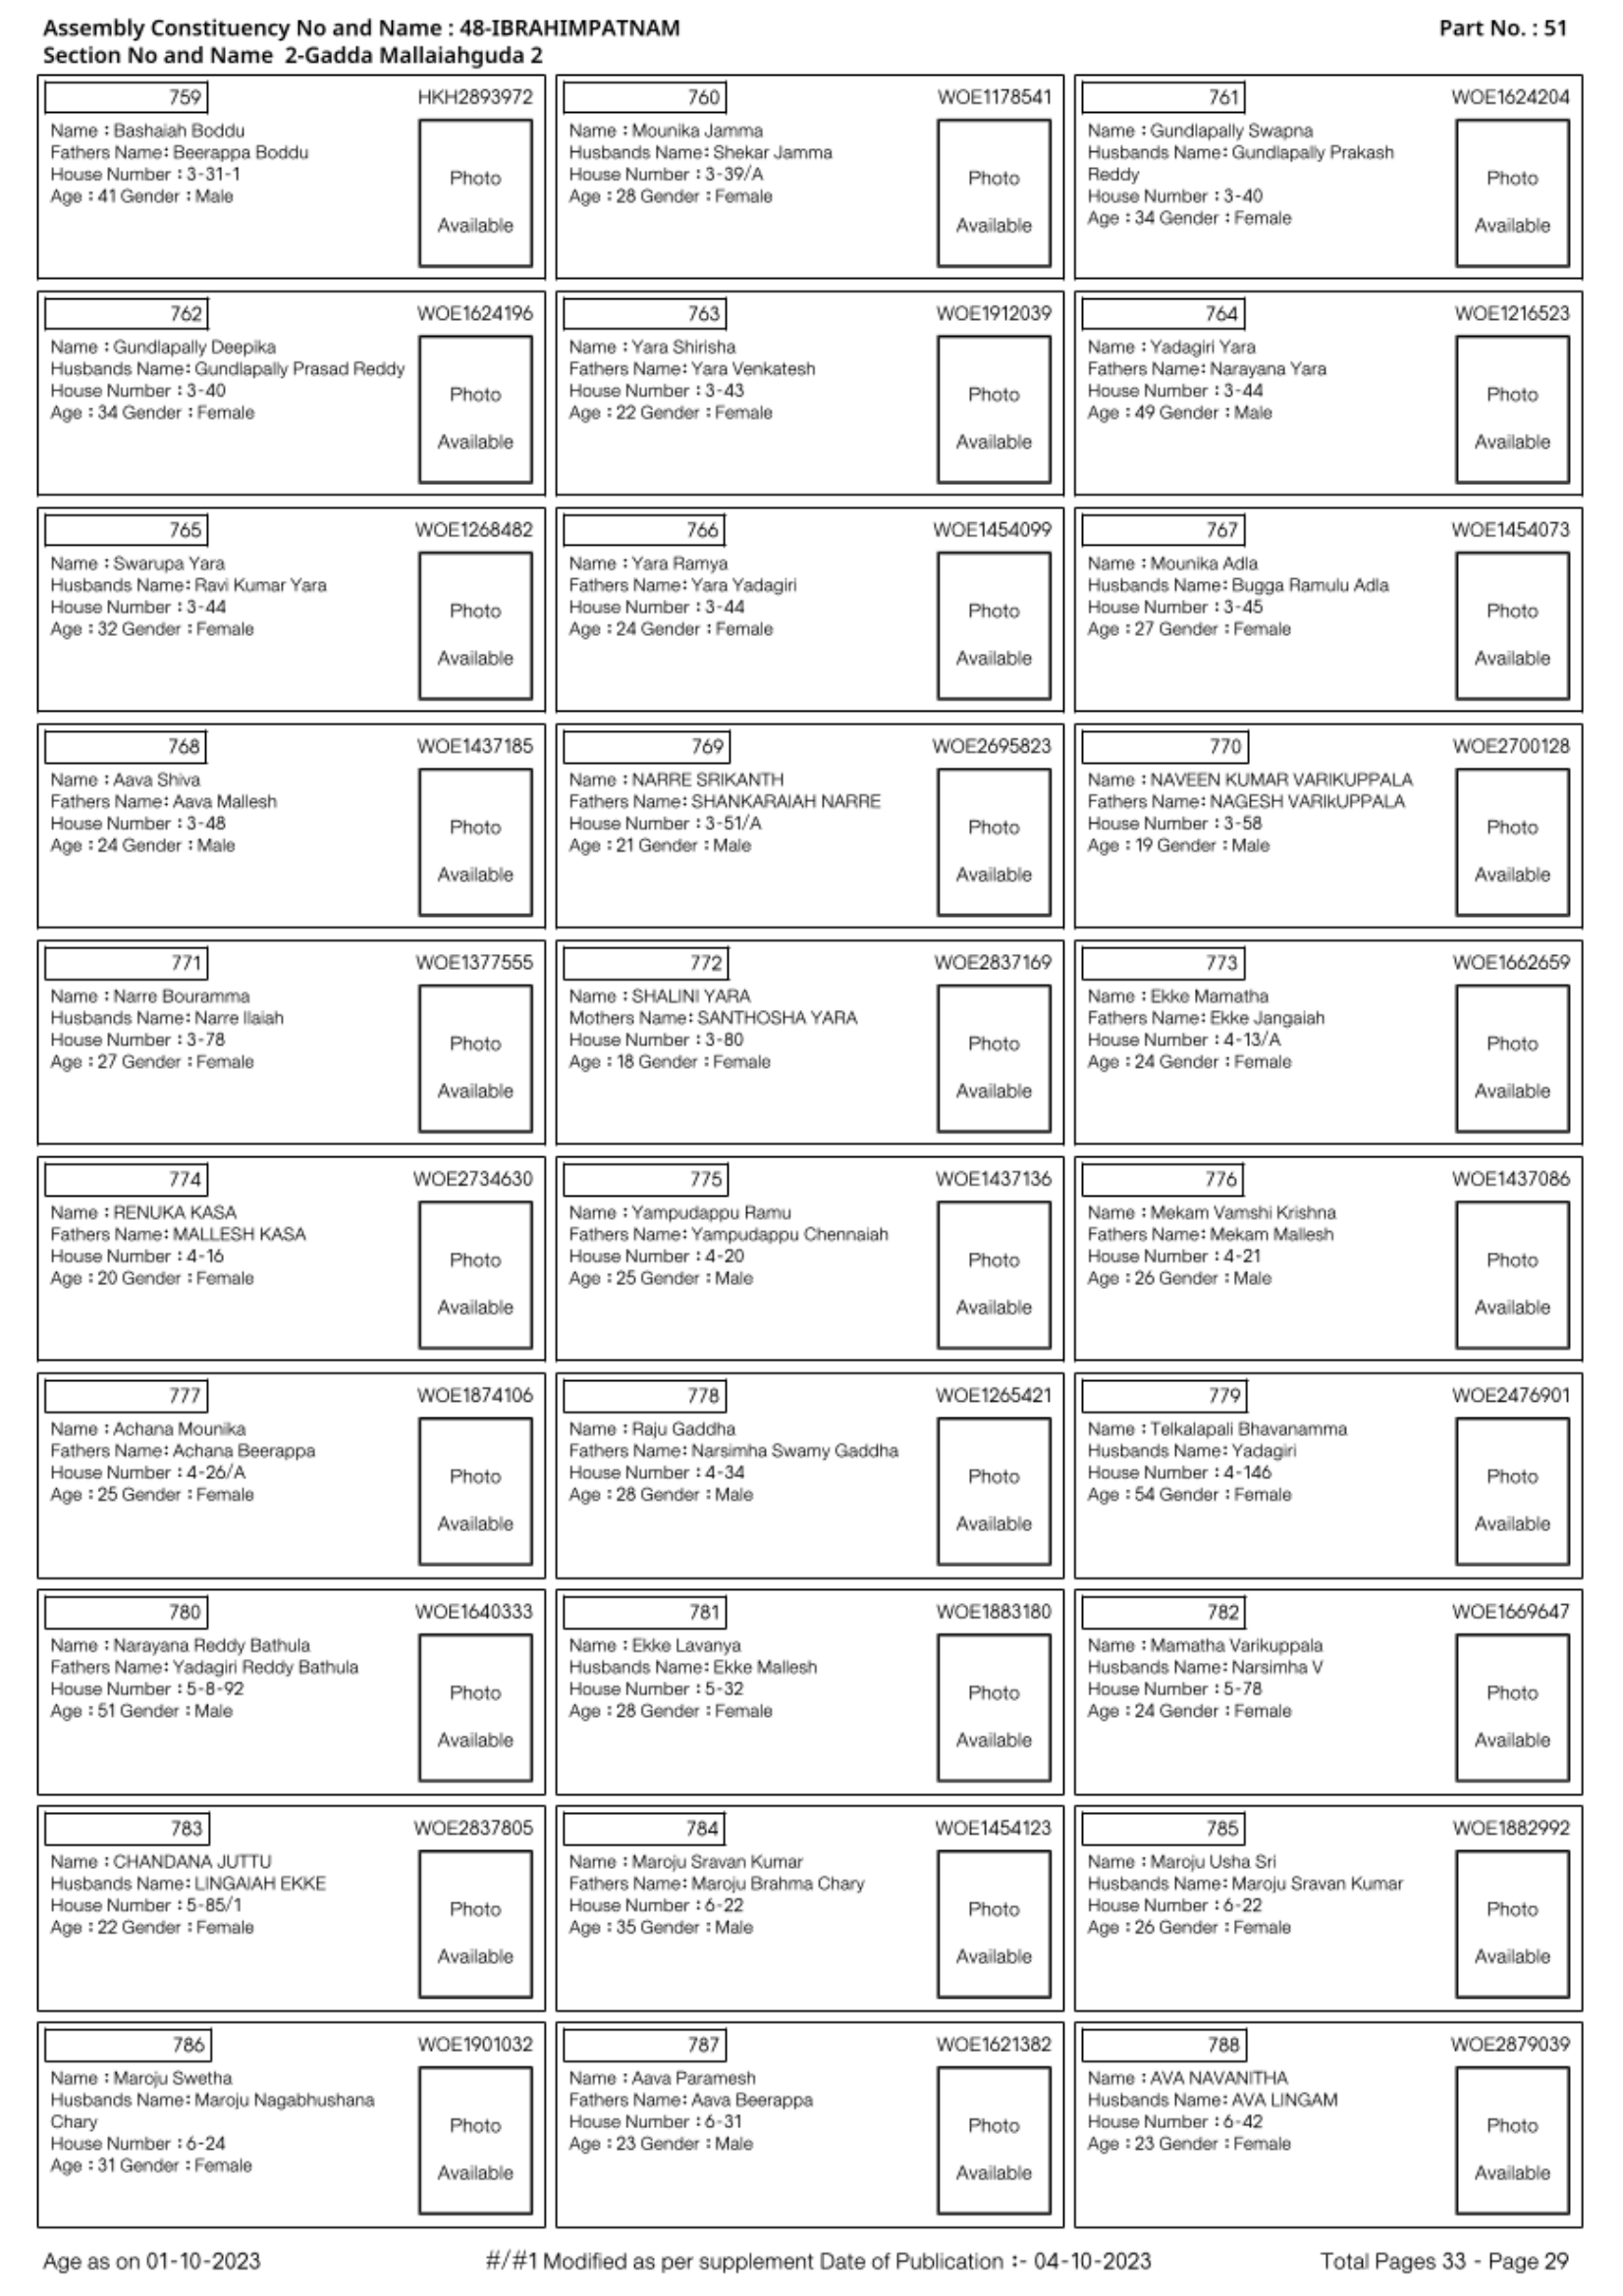 Assembly Constituency No and Name : 48-IBRAHIMPATNAM
Part No. : 51
Section No and Name 2-Gadda Mallaiahguda 2
759
HKH2893972
Name : Bashaiah Boddu
Fathers Name: Beerappa Boddu
House Number : 3-31-1
Age : 41 Gender : Male
Photo
Available
760
WOE1178541
Name : Mounika Jamma
Husbands Name: Shekar Jamma
House Number : 3-39/A
Age : 28 Gender : Female
Photo
Available
761
WOE1624204
Name : Gundlapally Swapna
Husbands Name: Gundlapally Prakash
Reddy
House Number : 3-40
Age : 34 Gender : Female
Photo
Available
762
WOE1624196
Name : Gundlapally Deepika
Husbands Name: Gundlapally Prasad Reddy
House Number : 3-40
Age : 34 Gender : Female
Photo
Available
763
WOE1912039
Name : Yara Shirisha
Fathers Name: Yara Venkatesh
House Number : 3-43
Age : 22 Gender : Female
Photo
Available
764
WOE1216523
Name : Yadagiri Yara
Fathers Name: Narayana Yara
House Number : 3-44
Age : 49 Gender : Male
Photo
Available
765
WOE1268482
Name : Swarupa Yara
Husbands Name: Ravi Kumar Yara
House Number : 3-44
Age : 32 Gender : Female
Photo
Available
766
WOE1454099
Name : Yara Ramya
Fathers Name: Yara Yadagiri
House Number : 3-44
Age : 24 Gender : Female
Photo
Available
767
WOE1454073
Name : Mounika Adla
Husbands Name: Bugga Ramulu Adla
House Number : 3-45
Age : 27 Gender : Female
Photo
Available
768
WOE1437185
Name : Aava Shiva
Fathers Name: Aava Mallesh
House Number : 3-48
Age : 24 Gender : Male
Photo
Available
769
WOE2695823
Name : NARRE SRIKANTH
Fathers Name: SHANKARAIAH NARRE
House Number : 3-51/A
Age : 21 Gender : Male
Photo
Available
770
WOE2700128
Name : NAVEEN KUMAR VARIKUPPALA
Fathers Name: NAGESH VARIkUPPALA
House Number : 3-58
Age : 19 Gender : Male
Photo
Available
771
WOE1377555
Name : Narre Bouramma
Husbands Name: Narre Ilaiah
House Number : 3-78
Age : 27 Gender : Female
Photo
Available
772
WOE2837169
Name : SHALINI YARA
Mothers Name: SANTHOSHA YARA
House Number : 3-80
Age : 18 Gender : Female
Photo
Available
773
WOE1662659
Name : Ekke Mamatha
Fathers Name: Ekke Jangaiah
House Number : 4-13/A
Age : 24 Gender : Female
Photo
Available
774
WOE2734630
Name : RENUKA KASA
Fathers Name: MALLESH KASA
House Number : 4-16
Age : 20 Gender : Female
Photo
Available
775
WOE1437136
Name : Yampudappu Ramu
Fathers Name: Yampudappu Chennaiah
House Number : 4-20
Age : 25 Gender : Male
Photo
Available
776
WOE1437086
Name : Mekam Vamshi Krishna
Fathers Name: Mekam Mallesh
House Number : 4-21
Age : 26 Gender : Male
Photo
Available
777
WOE1874106
Name : Achana Mounika
Fathers Name: Achana Beerappa
House Number : 4-26/A
Age : 25 Gender : Female
Photo
Available
778
WOE1265421
Name : Raju Gaddha
Fathers Name: Narsimha Swamy Gaddha
House Number : 4-34
Age : 28 Gender : Male
Photo
Available
779
WOE2476901
Name : Telkalapali Bhavanamma
Husbands Name: Yadagiri
House Number : 4-146
Age : 54 Gender : Female
Photo
Available
780
WOE1640333
Name : Narayana Reddy Bathula
Fathers Name: Yadagiri Reddy Bathula
House Number : 5-8-92
Age : 51 Gender : Male
Photo
Available
781
WOE1883180
Name : Ekke Lavanya
Husbands Name: Ekke Mallesh
House Number : 5-32
Age : 28 Gender : Female
Photo
Available
782
WOE1669647
Name : Mamatha Varikuppala
Husbands Name: Narsimha V
House Number : 5-78
Age : 24 Gender : Female
Photo
Available
783
WOE2837805
Name : CHANDANA JUTTU
Husbands Name: LINGAIAH EKKE
House Number : 5-85/1
Age : 22 Gender : Female
Photo
Available
784
WOE1454123
Name : Maroju Sravan Kumar
Fathers Name: Maroju Brahma Chary
House Number : 6-22
Age : 35 Gender : Male
Photo
Available
785
WOE1882992
Name : Maroju Usha Sri
Husbands Name: Maroju Sravan Kumar
House Number : 6-22
Age : 26 Gender : Female
Photo
Available
786
WOE1901032
Name : Maroju Swetha
Husbands Name: Maroju Nagabhushana
Chary
House Number : 6-24
Age : 31 Gender : Female
Photo
Available
787
WOE1621382
Name : Aava Paramesh
Fathers Name: Aava Beerappa
House Number : 6-31
Age : 23 Gender : Male
Photo
Available
788
WOE2879039
Name : AVA NAVANITHA
Husbands Name: AVA LINGAM
House Number : 6-42
Age : 23 Gender : Female
Photo
Available
Age as on 01-10-2023
#/#1 Modified as per supplement Date of Publication :- 04-10-2023
Total Pages 33 - Page 29